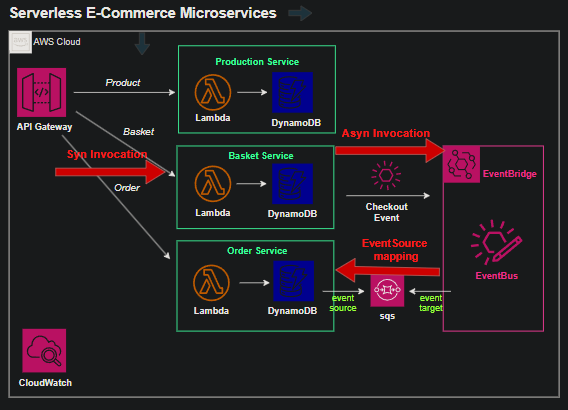 Serverless E-Commerce Microservices
AWS Cloud
Production Service
Product
Lambda
DynamoDB
API Gateway
Basket
Asyn Invocation
Syn Invocation
Basket Service
EventBridge
Lambda
DynamoDB
Checkout
Event
Order
Order Service
EventSource
mapping
EventBus
Lambda
DynamoDB
event
source
sqs
event
target
CloudWatch